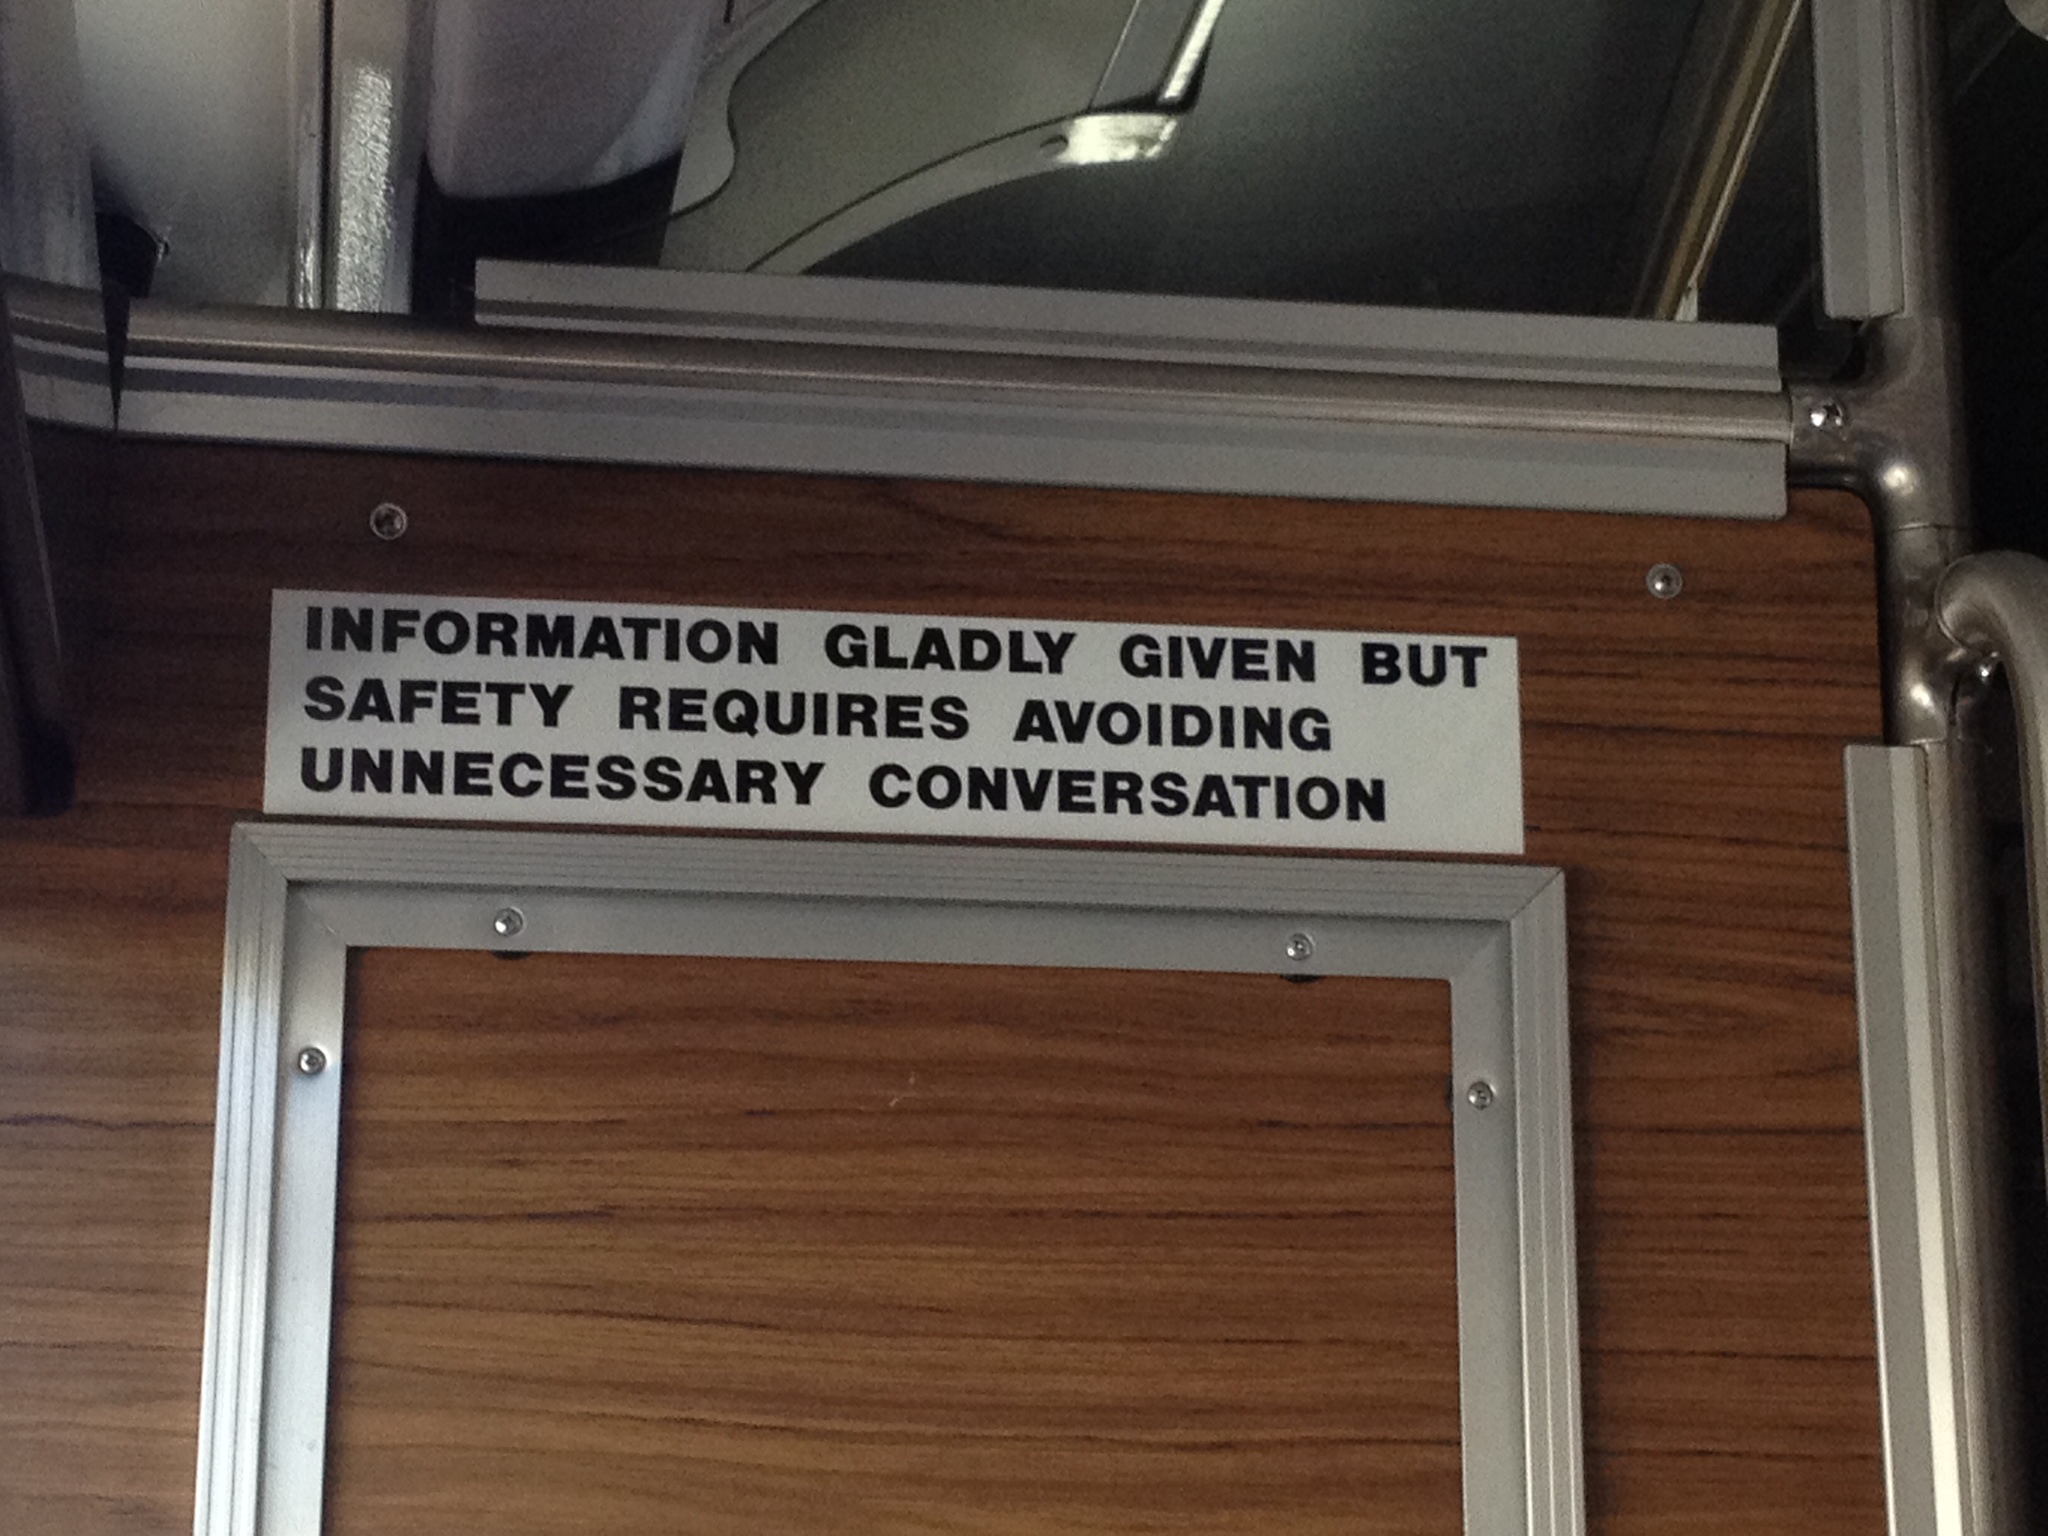 INFORMATION GLADLY GIVEN BUT
SAFETY REQUIRES AVOIDING
UNNECESSARY CONVERSATION